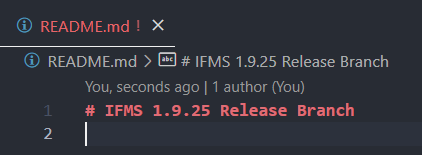 README.md !
README.md > # IFMS 1.9.25 Release Branch
You, seconds ago | 1 author (You)
1 # IFMS 1.9.25 Release Branch
2